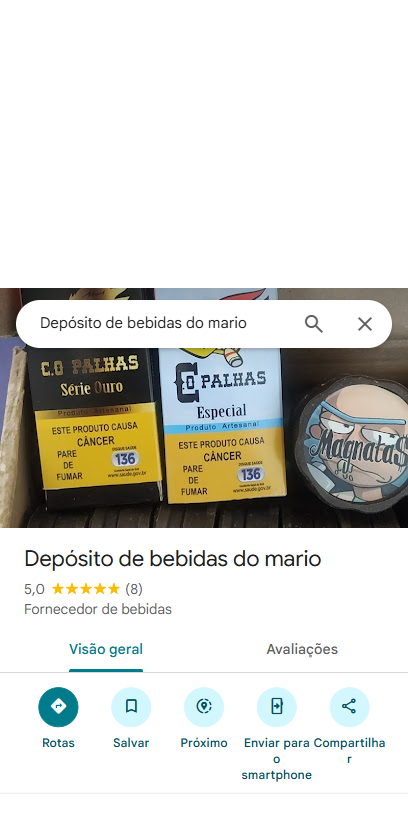 Depósito de bebidas do mario
C.O PALHAS
Série Ouro
Produto Artesanal
ESTE PRODUTO CAUSA
CÂNCER
PARE
DE
FUMAR
DISQUE SAÚDE
136
www.saude.gov.br
CO PALHAS
Especial
Produto Artesanal
ESTE PRODUTO CAUSA
CÂNCER
PARE
DE
FUMAR
DISQUE SAÚDE
136
www.saude.gov.br
Magnata$
Depósito de bebidas do mario
5,0 (8)
Fornecedor de bebidas
Visão geral
Avaliações
Rotas
Salvar
Próximo
Enviar para
o
smartphone
Compartilha
r